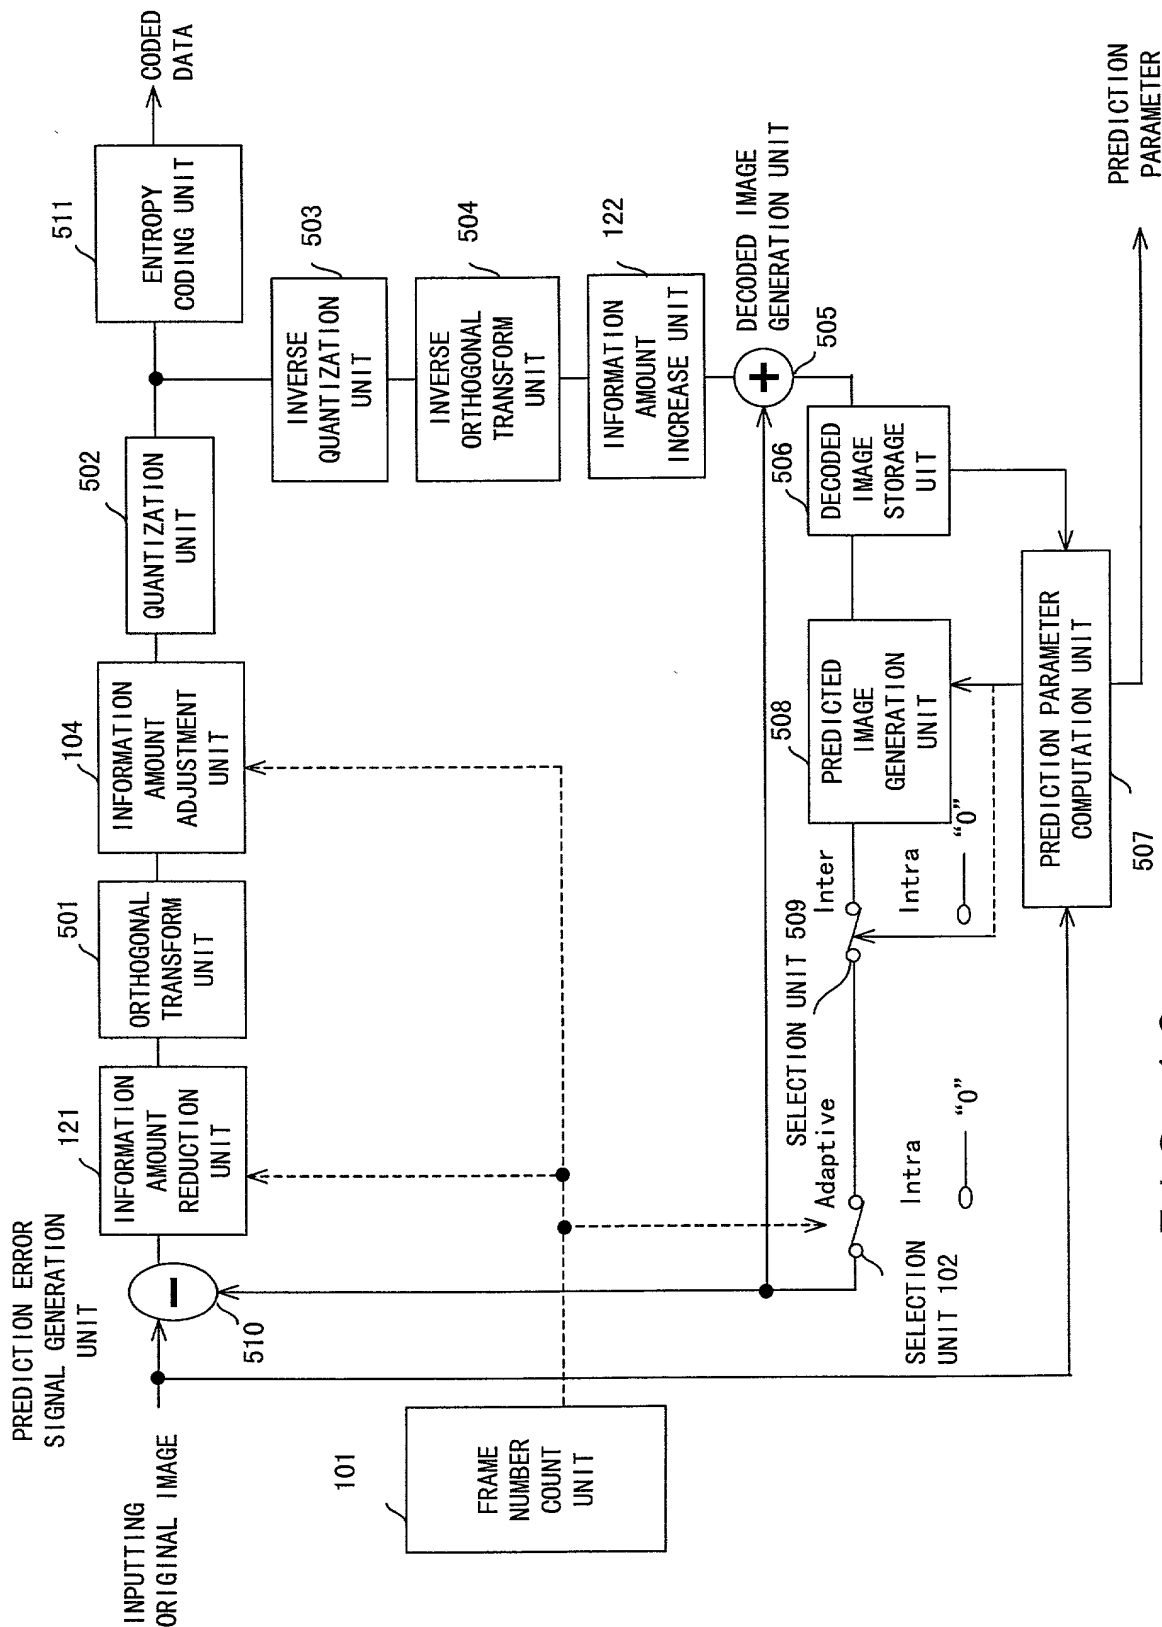 PREDICTION ERROR
SIGNAL GENERATION
UNIT
INPUTTING
ORIGINAL IMAGE
510
121
INFORMATION
AMOUNT
REDUCTION
UNIT
501
ORTHOGONAL
TRANSFORM
UNIT
104
INFORMATION
AMOUNT
ADJUSTMENT
UNIT
502
QUANTIZATION
UNIT
511
ENTROPY
CODING UNIT
CODED
DATA
101
FRAME
NUMBER
COUNT
UNIT
INVERSE
QUANTIZATION
UNIT
503
INVERSE
ORTHOGONAL
TRANSFORM
UNIT
504
INFORMATION
AMOUNT
INCREASE UNIT
122
DECODED IMAGE
GENERATION UNIT
505
506
DECODED
IMAGE
STORAGE
UIT
508
PREDICTED
IMAGE
GENERATION
UNIT
SELECTION UNIT 509
Inter
Intra
“0”
Adaptive
Intra
“0”
SELECTION
UNIT 102
PREDICTION PARAMETER
COMPUTATION UNIT
507
PREDICTION
PARAMETER